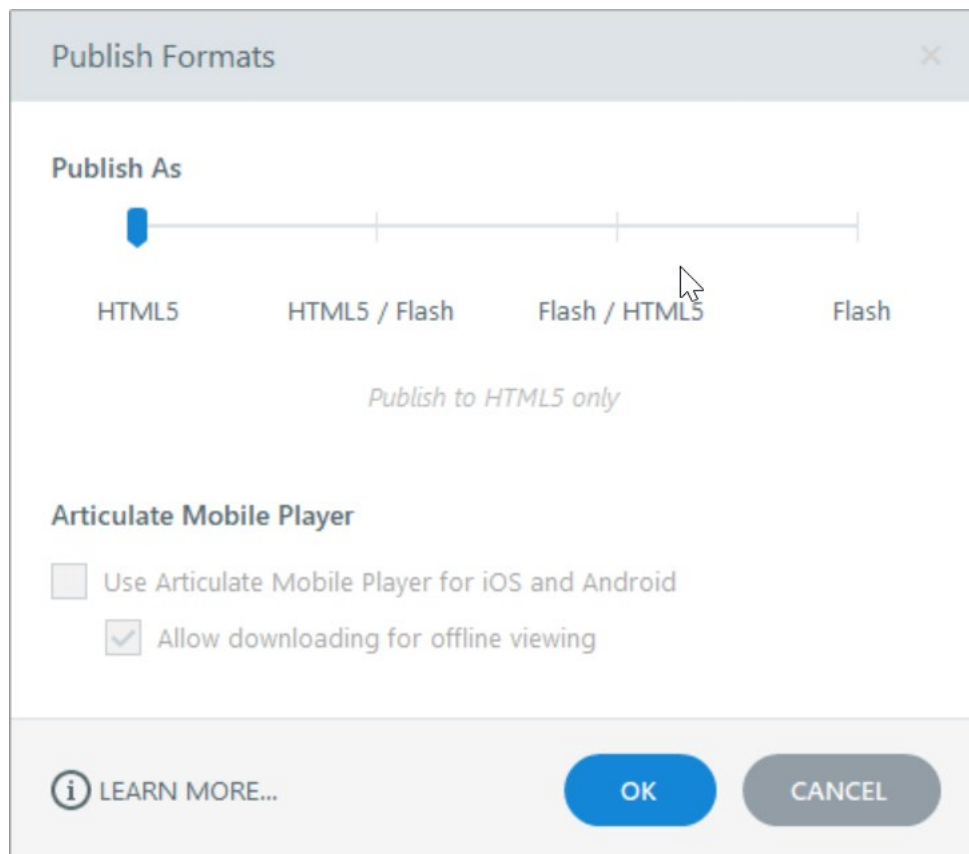 Publish Formats
Publish As
HTML5 HTML5 / Flash Flash / HTML5 Flash
Publish to HTML5 only
Articulate Mobile Player
Use Articulate Mobile Player for iOS and Android
Allow downloading for offline viewing
LEARN MORE... OK CANCEL